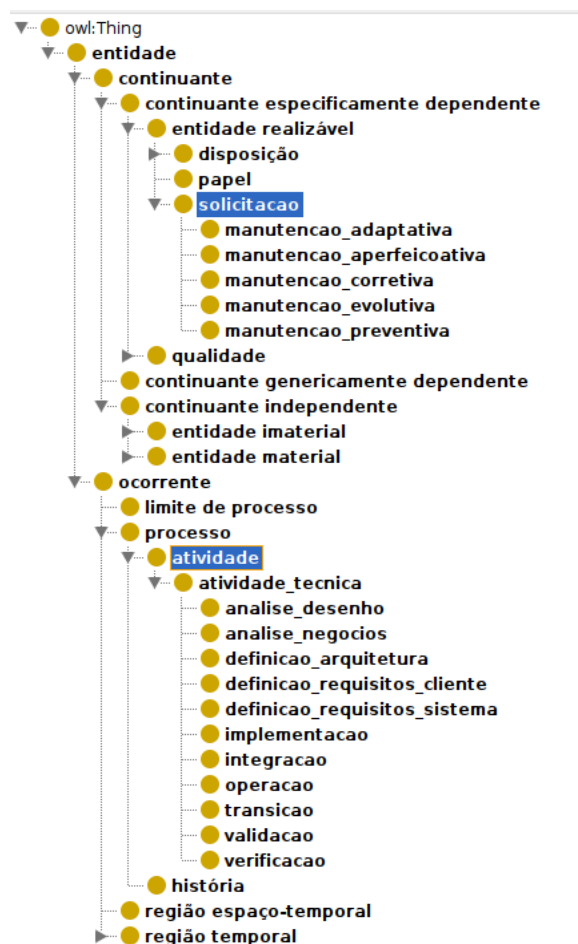 owl:Thing
entidade
continuante
continuante especificamente dependente
entidade realizável
disposição
papel
solicitacao
manutencao_adaptativa
manutencao_aperfeicoativa
manutencao_corretiva
manutencao_evolutiva
manutencao_preventiva
qualidade
continuante genericamente dependente
continuante independente
entidade imaterial
entidade material
ocorrente
limite de processo
processo
atividade
atividade_tecnica
analise_desenho
analise_negocios
definicao_arquitetura
definicao_requisitos_cliente
definicao_requisitos_sistema
implementacao
integracao
operacao
transicao
validacao
verificacao
história
região espaço-temporal
região temporal